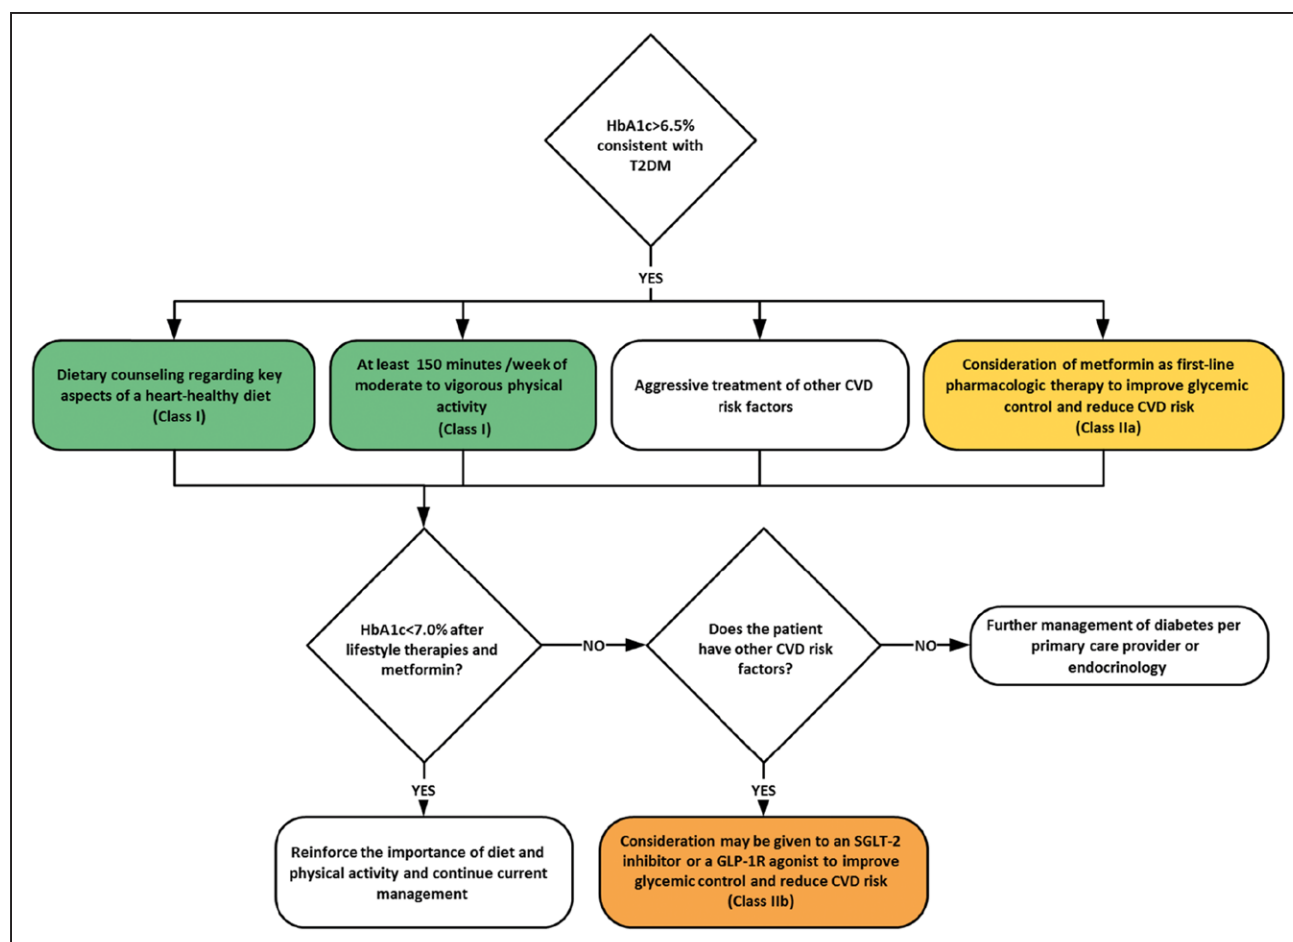 HbA1c>6.5%
consistent with
T2DM
YES
Dietary counseling regarding key
aspects of a heart-healthy diet
(Class I)
At least 150 minutes /week of
moderate to vigorous physical
activity
(Class I)
Aggressive treatment of other CVD
risk factors
Consideration of metformin as first-line
pharmacologic therapy to improve glycemic
control and reduce CVD risk
(Class IIa)
HbA1c<7.0% after
lifestyle therapies and
metformin?
NO
Does the patient
have other CVD risk
factors?
NO
Further management of diabetes per
primary care provider or
endocrinology
YES
YES
Reinforce the importance of diet and
physical activity and continue current
management
Consideration may be given to an SGLT-2
inhibitor or a GLP-1R agonist to improve
glycemic control and reduce CVD risk
(Class IIb)